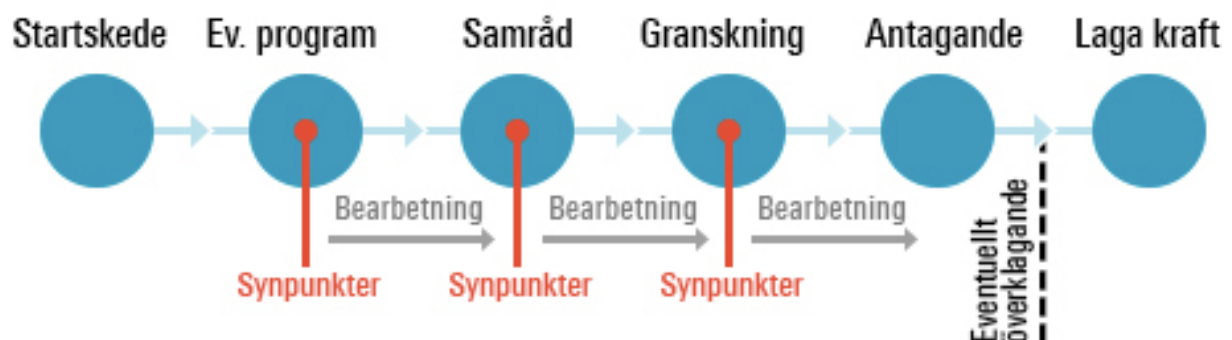 Startskede Ev. program Samråd Granskning Antagande Laga kraft
Bearbetning Bearbetning Bearbetning
Synpunkter Synpunkter Synpunkter
Eventuellt
överklagande